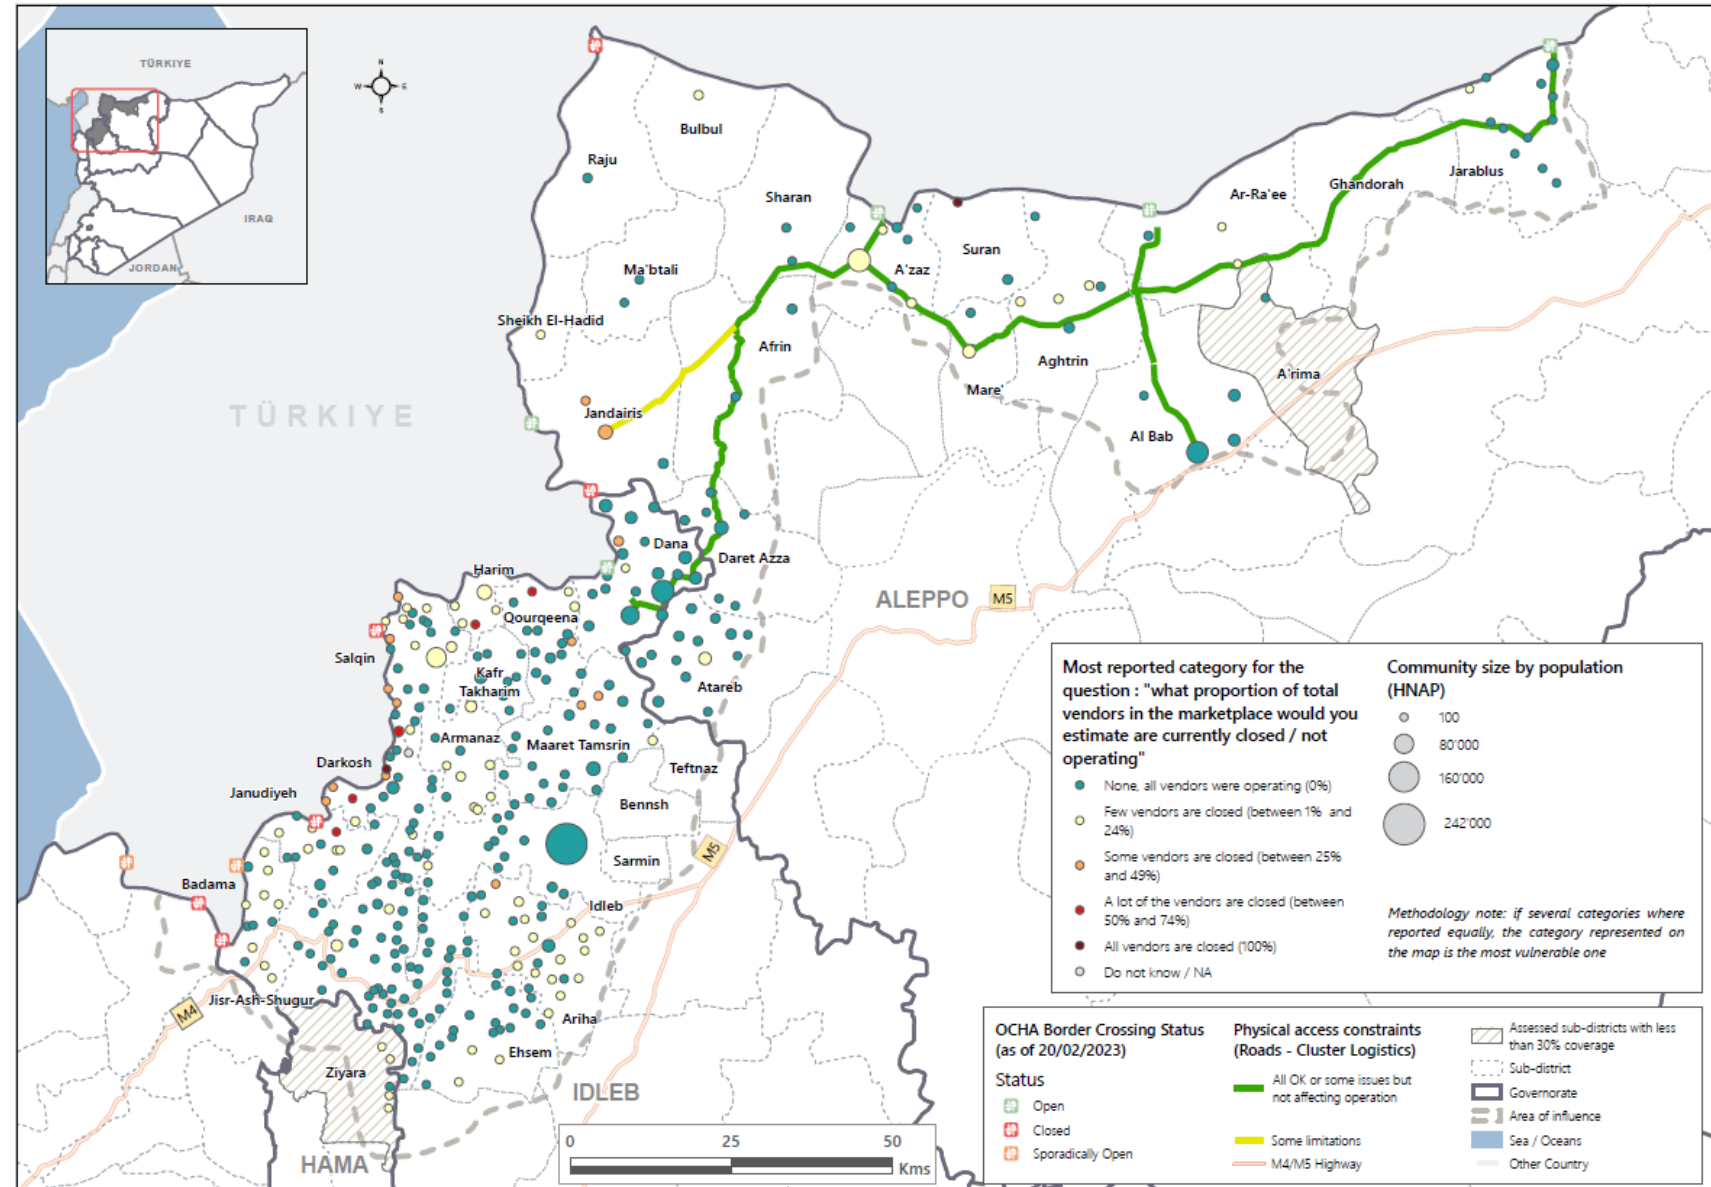 TÜRKIYE
IRAQ
JORDAN
N
W
E
S
Bulbul
Raju
Sharan
Ar-Ra'ee
Ghandorah
Jarablus
Ma'btali
A'zaz
Suran
Sheikh El-Hadid
Afrin
Aghtrin
A'rima
Mare'
TÜRKIYE
Jandairis
Al Bab
Dana
Daret Azza
Harim
ALEPPO
M5
Qourqeena
Salqin
Kafr
Takharim
Atareb
Armanaz
Maaret Tamsrin
Darkosh
Teftnaz
Janudiyeh
Bennsh
M5
Sarmin
Badama
Idleb
Jisr-Ash-Shugur
M4
Ariha
Ehsem
Ziyara
IDLEB
HAMA
0
25
50
Kms
Most reported category for the
question : "what proportion of total
vendors in the marketplace would you
estimate are currently closed / not
operating"
None, all vendors were operating (0%)
Few vendors are closed (between 1% and
24%)
Some vendors are closed (between 25%
and 49%)
A lot of the vendors are closed (between
50% and 74%)
All vendors are closed (100%)
Do not know / NA
Community size by population
(HNAP)
100
80'000
160'000
242'000
Methodology note: if several categories where
reported equally, the category represented on
the map is the most vulnerable one
OCHA Border Crossing Status
(as of 20/02/2023)
Status
Open
Closed
Sporadically Open
Physical access constraints
(Roads - Cluster Logistics)
All OK or some issues but
not affecting operation
Some limitations
M4/M5 Highway
Assessed sub-districts with less
than 30% coverage
Sub-district
Governorate
Area of influence
Sea / Oceans
Other Country